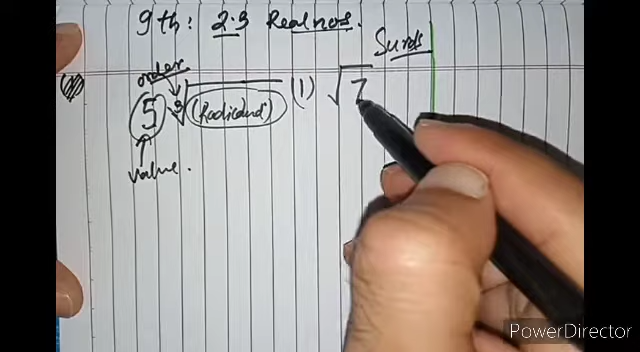 9th: 2.3 Real nos.
Surds
order
5 ³√(Radicand) (1) √7
value.
PowerDirector